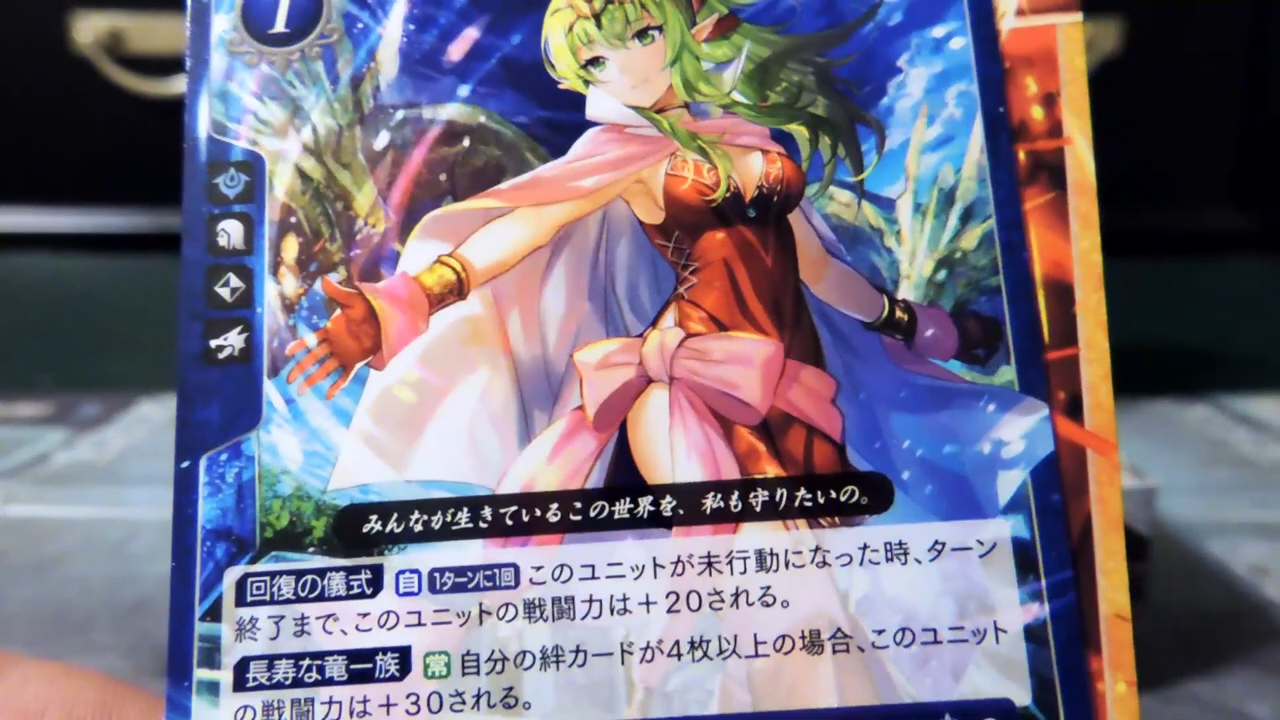 1
みんなが生きているこの世界を、私も守りたいの。
回復の儀式 自 1ターンに1回 このユニットが未行動になった時、ターン
終了まで、このユニットの戦闘力は+20される。
長寿な竜一族 常 自分の絆カードが4枚以上の場合、このユニット
の戦闘力は+30される。